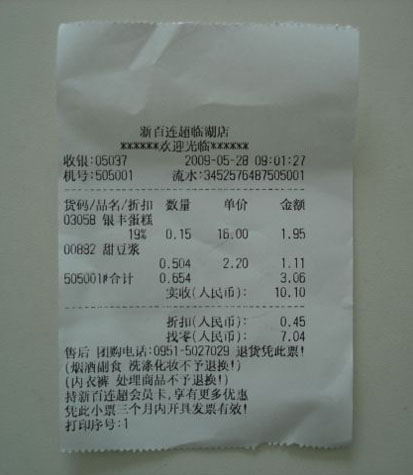 新百连超临湖店
******欢迎光临******
收银:05037 2009-05-28 09:01:27
机号:505001 流水:3452576487505001
货码/品名/折扣 数量 单价 金额
03058 银丰蛋糕
19% 0.15 16.00 1.95
00892 甜豆浆
0.504 2.20 1.11
505001#合计 0.654 3.06
实收(人民币): 10.10
折扣(人民币): 0.45
找零(人民币): 7.04
售后 团购电话:0951-5027029 退货凭此票!
(烟酒副食 洗涤化妆不予退换!)
(内衣裤 处理商品不予退换!)
持新百连超会员卡,享有更多优惠
凭此小票三个月内开具发票有效!
打印序号:1